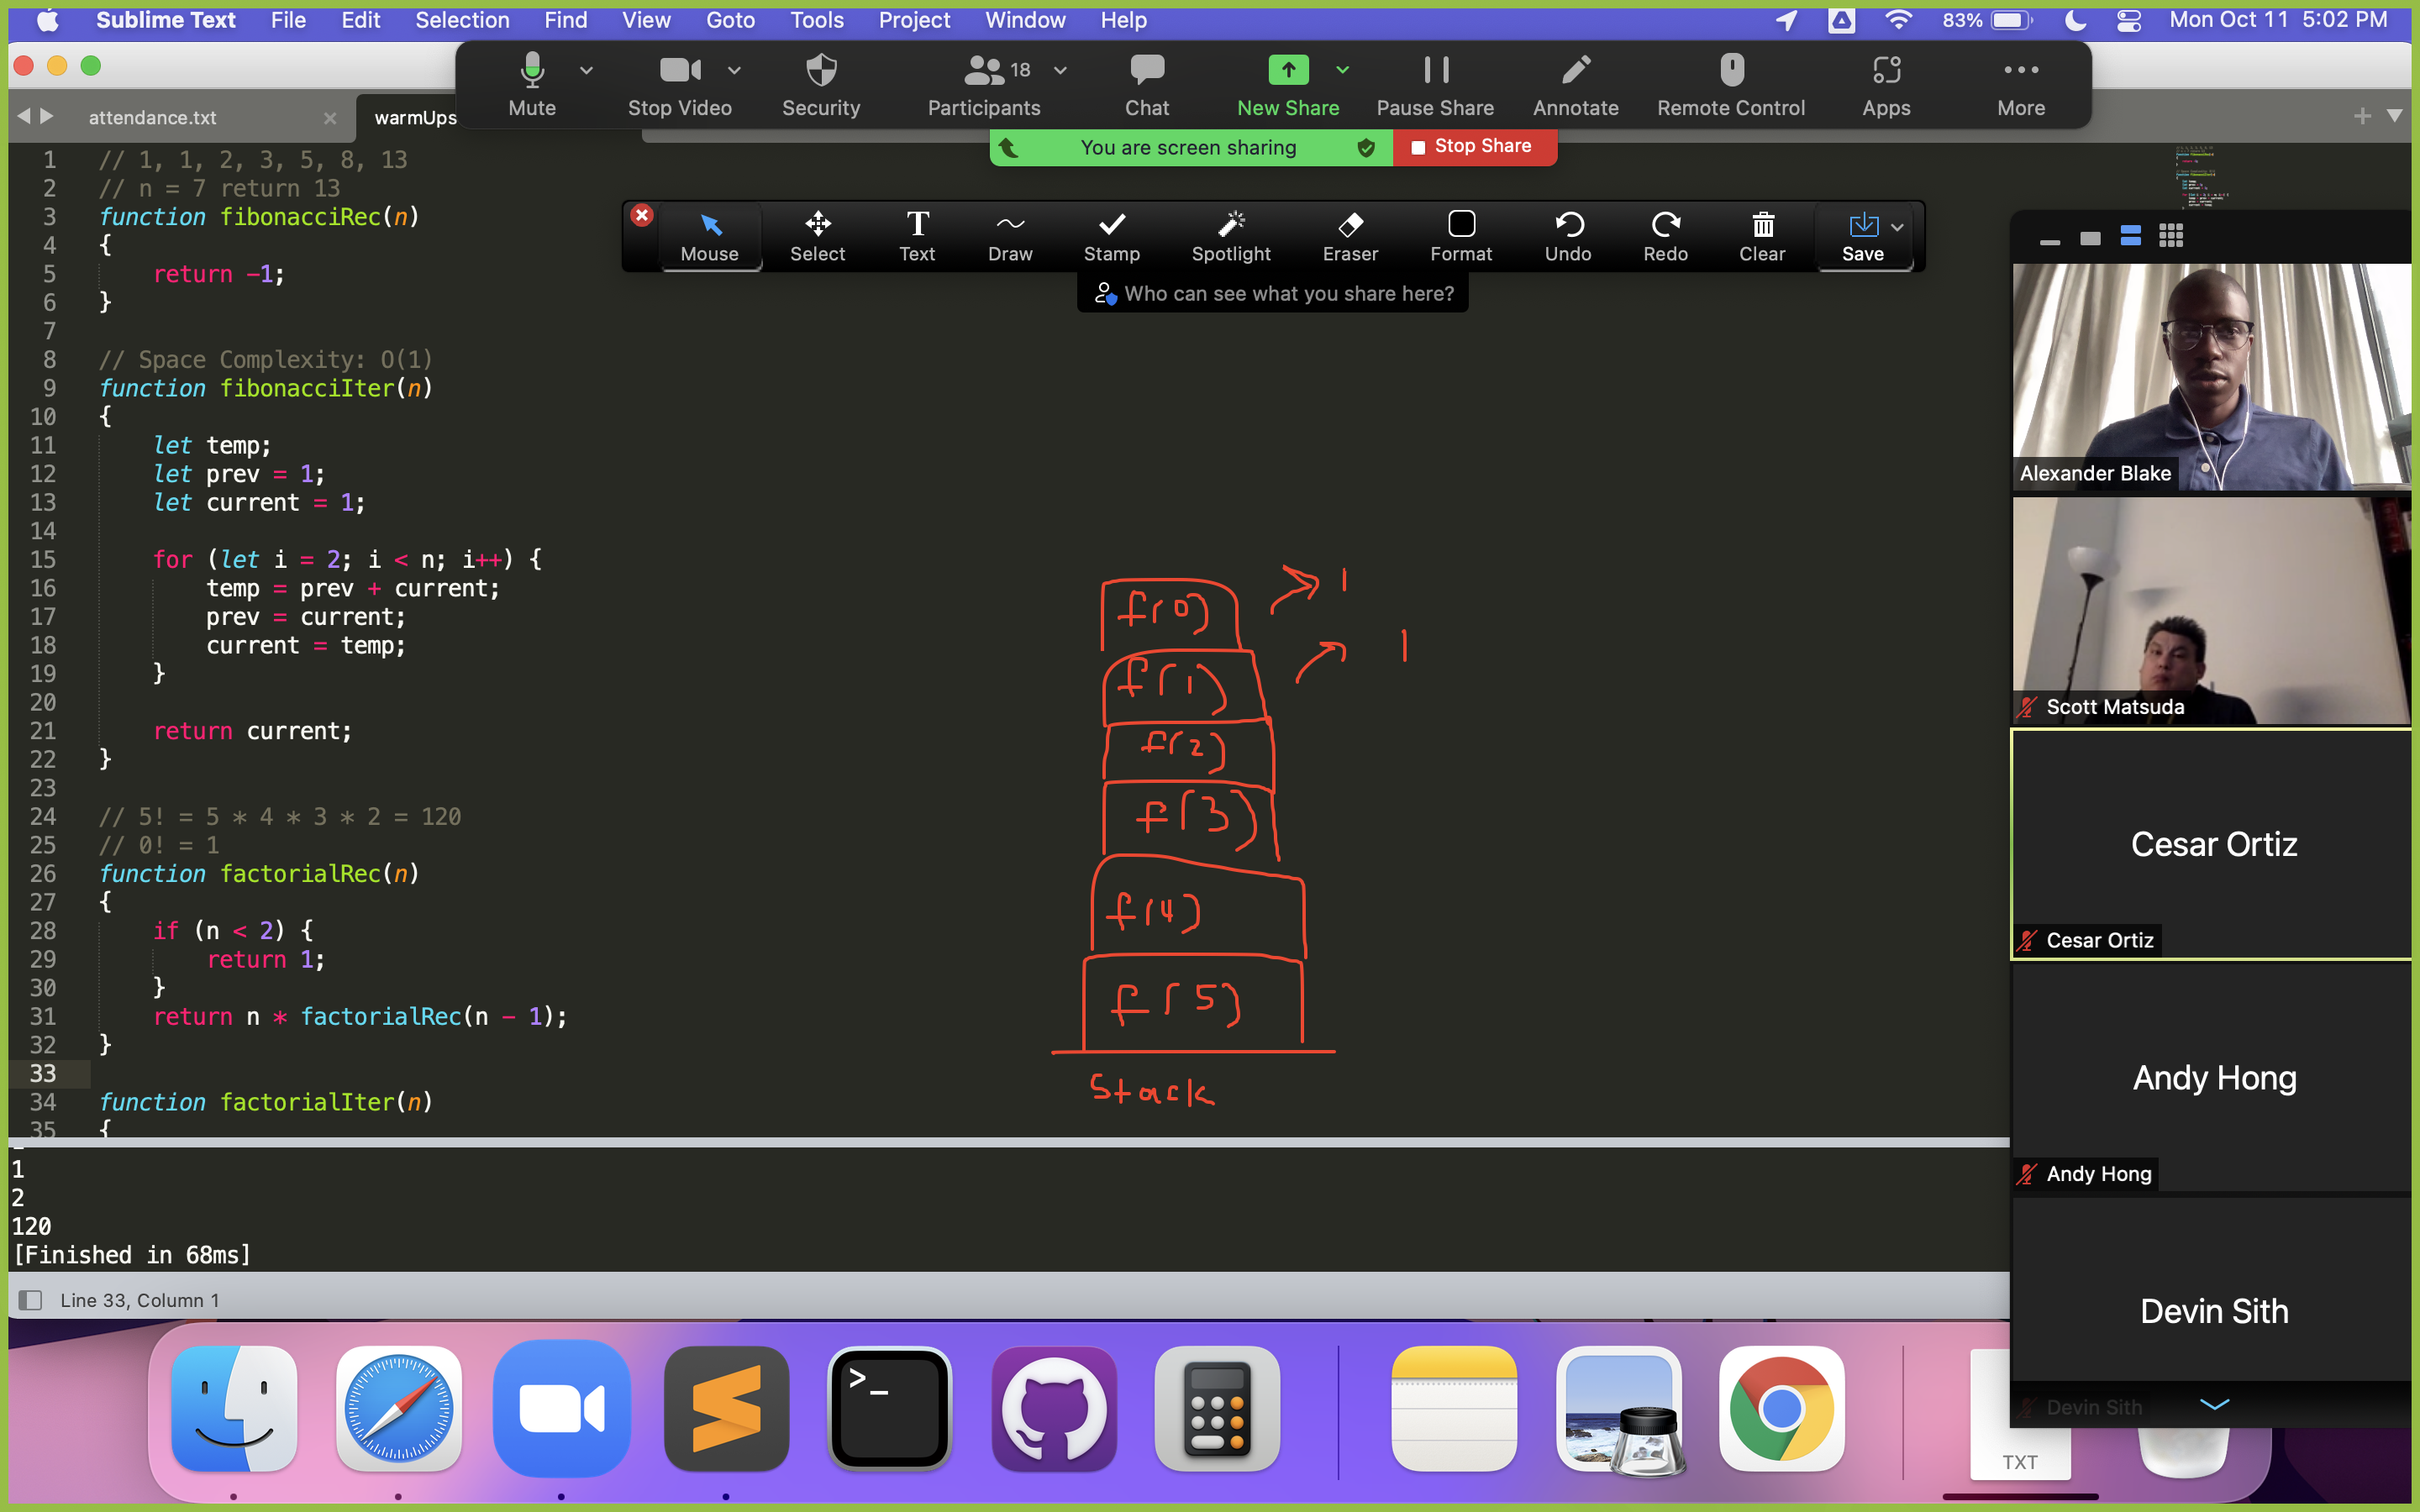 Sublime Text File Edit Selection Find View Goto Tools Project Window Help 83% Mon Oct 11 5:02 PM
18
Mute Stop Video Security Participants Chat New Share Pause Share Annotate Remote Control Apps More
attendance.txt warmUps
You are screen sharing Stop Share
Mouse Select Text Draw Stamp Spotlight Eraser Format Undo Redo Clear Save
Who can see what you share here?
1 // 1, 1, 2, 3, 5, 8, 13
2 // n = 7 return 13
3 function fibonacciRec(n)
4 {
5 return -1;
6 }
7
8 // Space Complexity: O(1)
9 function fibonacciIter(n)
10 {
11 let temp;
12 let prev = 1;
13 let current = 1;
14
15 for (let i = 2; i < n; i++) {
16 temp = prev + current;
17 prev = current;
18 current = temp;
19 }
20
21 return current;
22 }
23
24 // 5! = 5 * 4 * 3 * 2 = 120
25 // 0! = 1
26 function factorialRec(n)
27 {
28 if (n < 2) {
29 return 1;
30 }
31 return n * factorialRec(n - 1);
32 }
33
34 function factorialIter(n)
35 {
f(0) 1
f(1) 1
f(2)
f(3)
f(4)
f(5)
Stack
1
2
120
[Finished in 68ms]
Line 33, Column 1
Alexander Blake
Scott Matsuda
Cesar Ortiz
Cesar Ortiz
Andy Hong
Andy Hong
Devin Sith
Devin Sith
>_
TXT